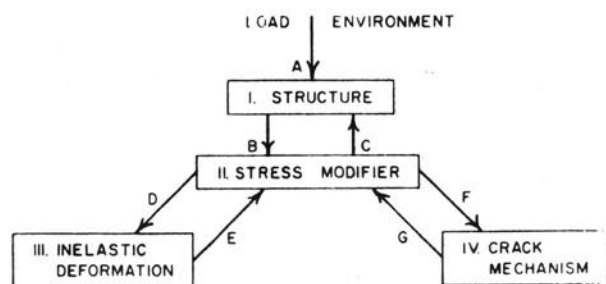 LOAD ENVIRONMENT
A
I. STRUCTURE
B C
II. STRESS MODIFIER
D F
E G
III. INELASTIC
DEFORMATION
IV. CRACK
MECHANISM